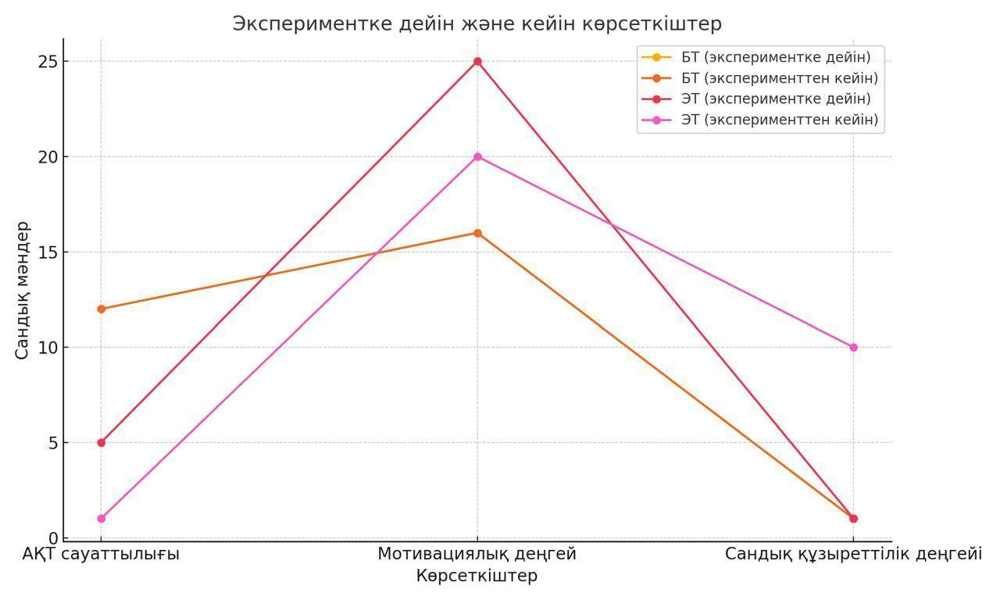 Экспериментке дейін және кейін көрсеткіштер
БТ (экспериментке дейін)
БТ (эксперименттен кейін)
ЭТ (экспериментке дейін)
ЭТ (эксперименттен кейін)
Сандық мәндер
25
20
15
10
5
0
АҚТ сауаттылығы
Мотивациялық деңгей
Сандық құзыреттілік деңгейі
Көрсеткіштер